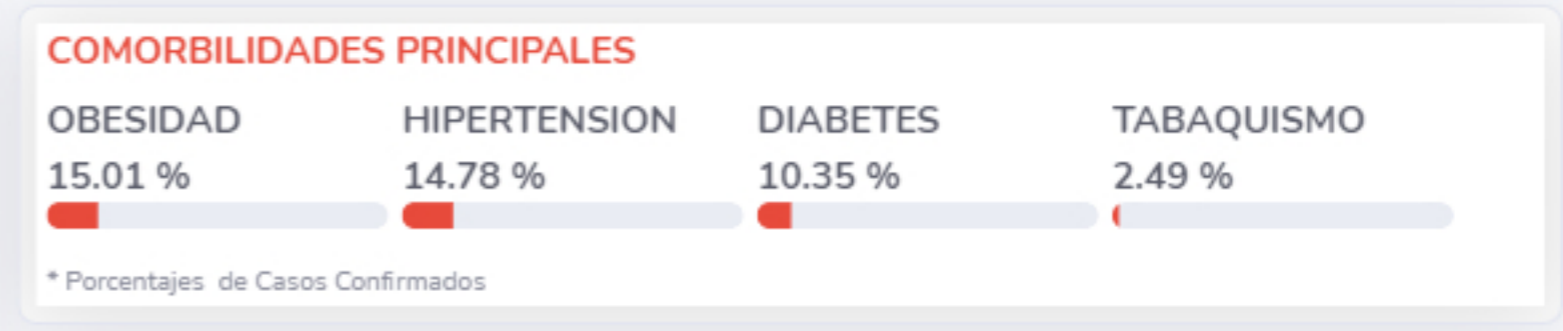 COMORBILIDADES PRINCIPALES
OBESIDAD HIPERTENSION DIABETES TABAQUISMO
15.01 % 14.78 % 10.35 % 2.49 %
* Porcentajes de Casos Confirmados